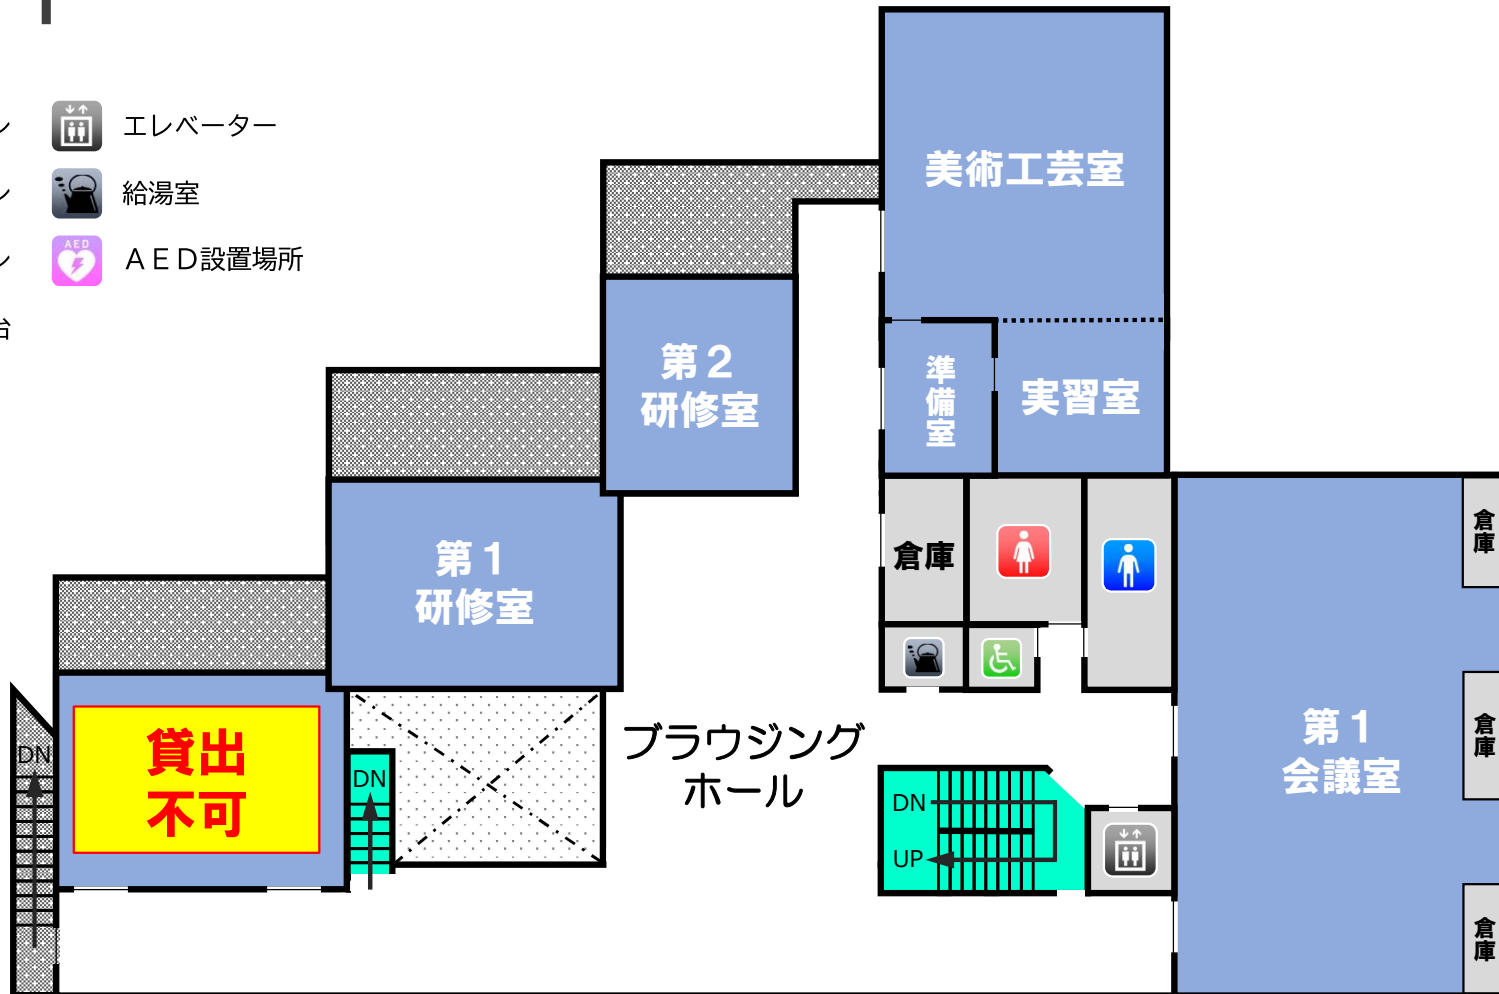 エレベーター
給湯室
AED
ＡＥＤ設置場所
美術工芸室
第２
研修室
準備室
実習室
第１
研修室
倉庫
倉庫
貸出
不可
DN
DN
ブラウジング
ホール
DN
UP
第１
会議室
倉庫
倉庫